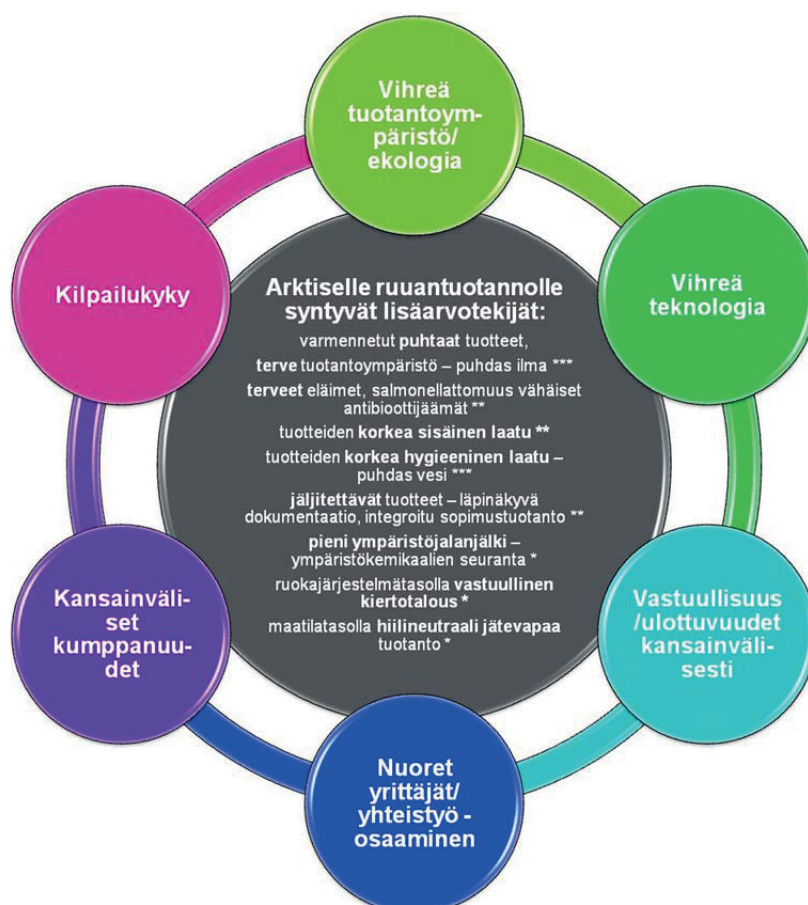 Vihreä
tuotantoym-
päristö/
ekologia
Kilpailukyky
Vihreä
teknologia
Arktiselle ruuantuotannolle
syntyvät lisäarvotekijät:
varmennetut puhtaat tuotteet,
terve tuotantoympäristö – puhdas ilma ***
terveet eläimet, salmonellattomuus vähäiset
antibioottijäämät **
tuotteiden korkea sisäinen laatu **
tuotteiden korkea hygieeninen laatu –
puhdas vesi ***
jäljitettävät tuotteet – läpinäkyvä
dokumentaatio, integroitu sopimustuotanto **
pieni ympäristöjalanjälki –
ympäristökemikaalien seuranta *
ruokajärjestelmätasolla vastuullinen
kiertotalous *
maatilatasolla hiilineutraali jätevapaa
tuotanto *
Kansainväli-
set
kumppanuu-
det
Vastuullisuus
/ulottuvuudet
kansainväli-
sesti
Nuoret
yrittäjät/
yhteistyö -
osaaminen